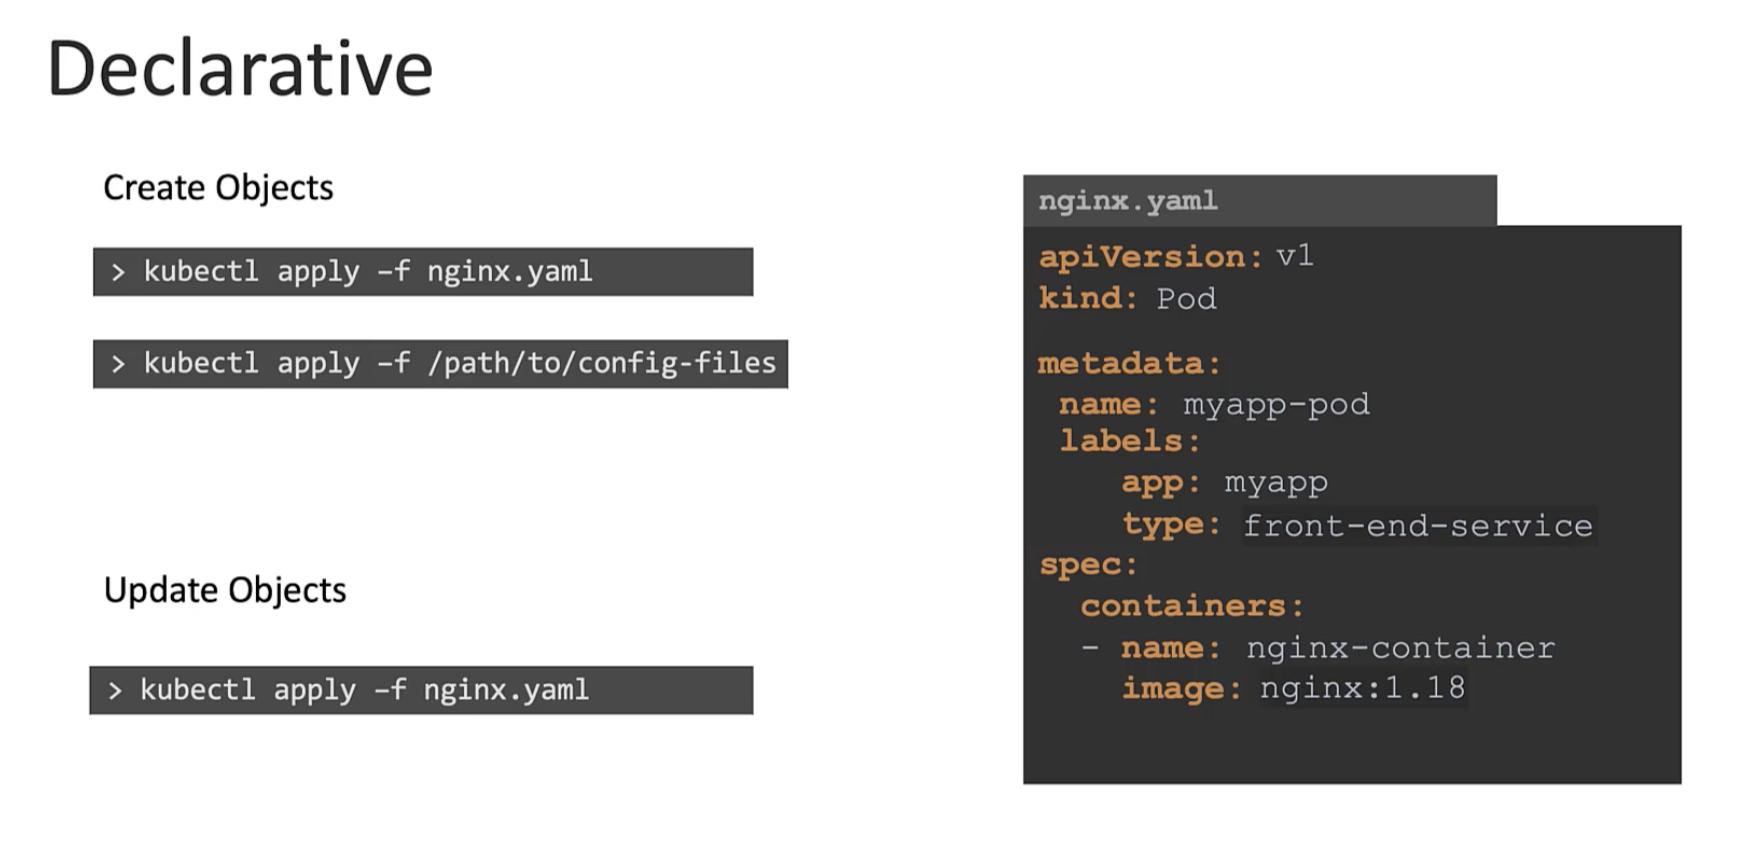 Declarative
Create Objects
> kubectl apply –f nginx.yaml
> kubectl apply –f /path/to/config-files
Update Objects
> kubectl apply –f nginx.yaml
nginx.yaml
apiVersion: v1
kind: Pod
metadata:
 name: myapp-pod
 labels:
    app: myapp
    type: front-end-service
spec:
  containers:
  - name: nginx-container
    image: nginx:1.18